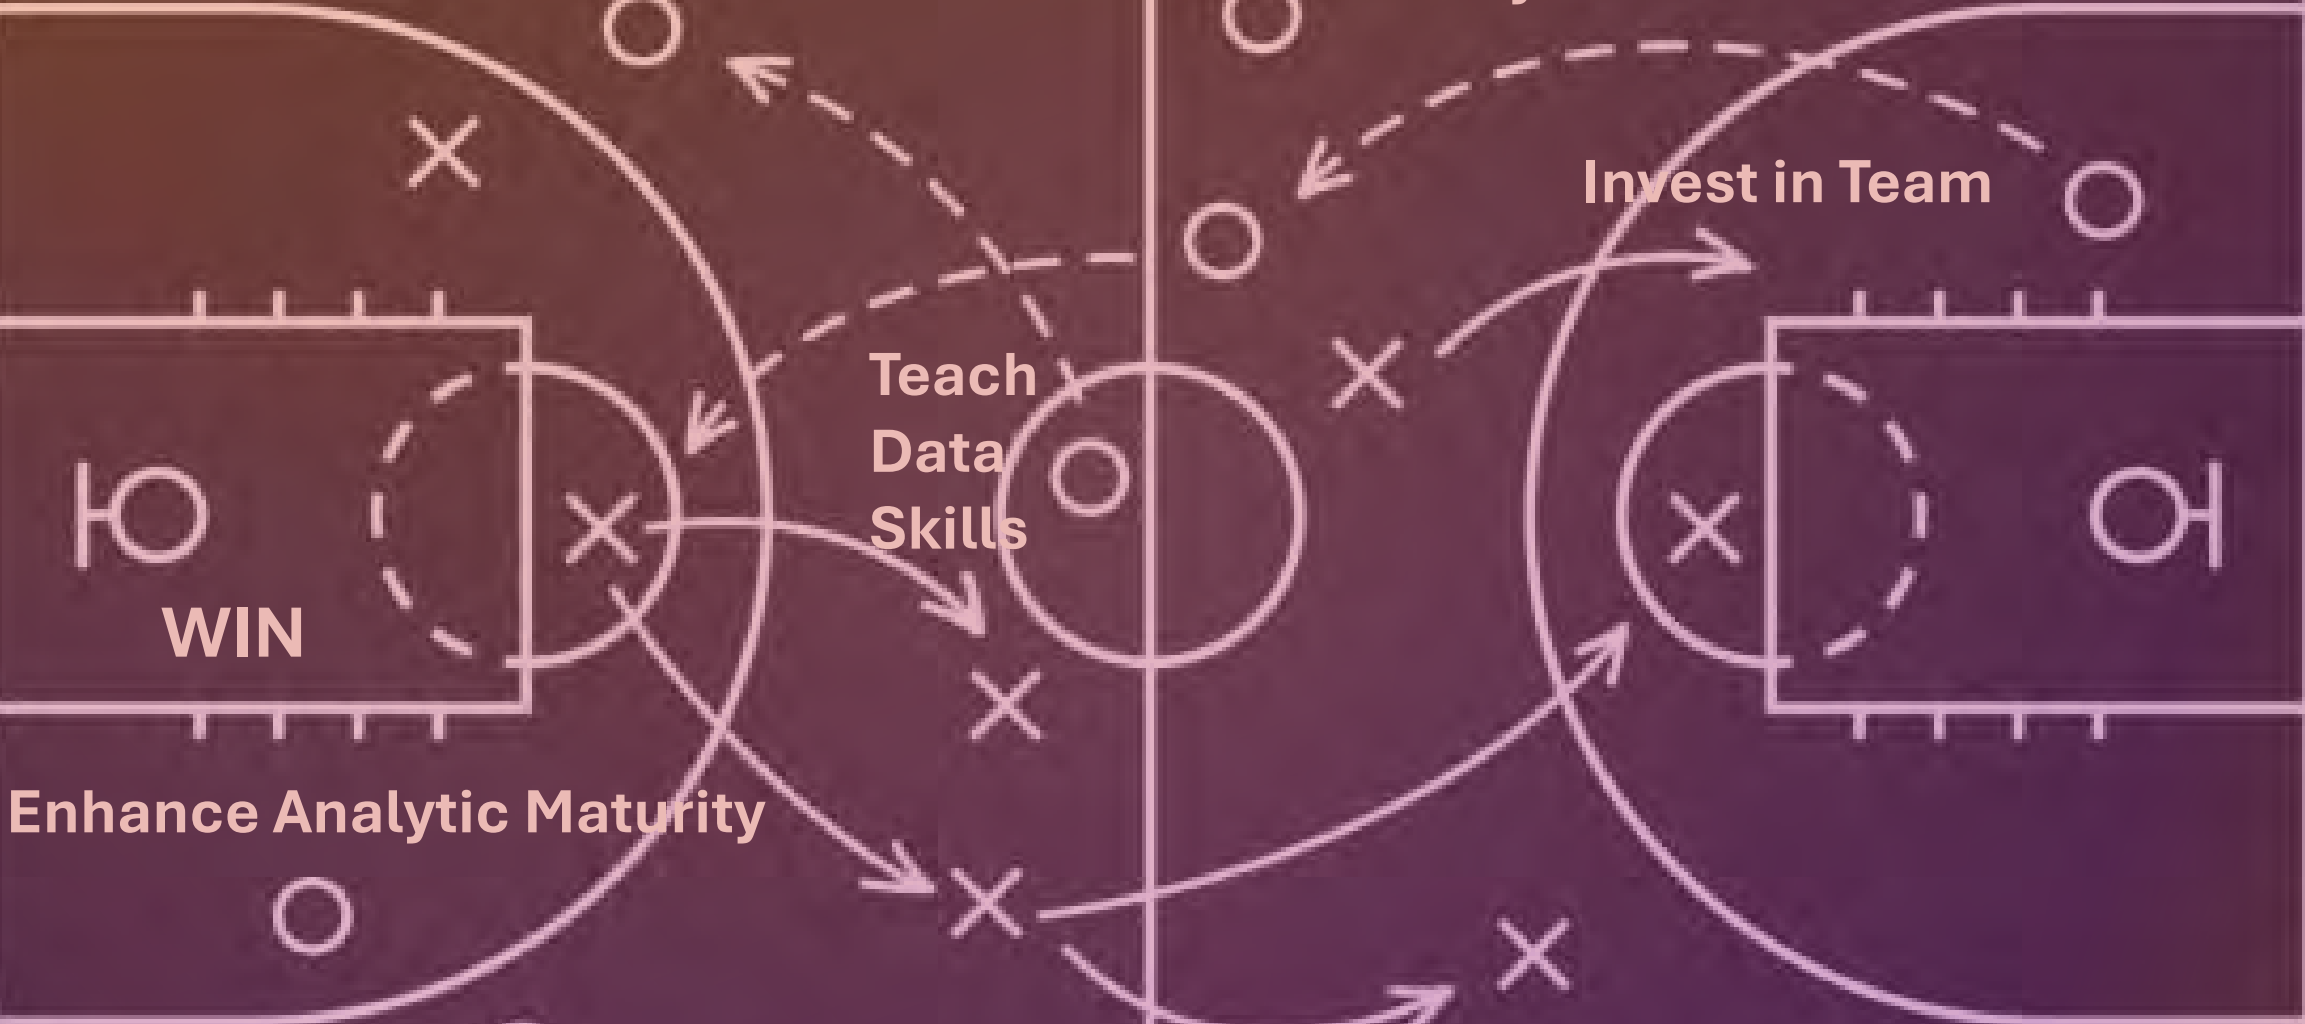 Invest in Team
Teach
Data
Skills
WIN
Enhance Analytic Maturity